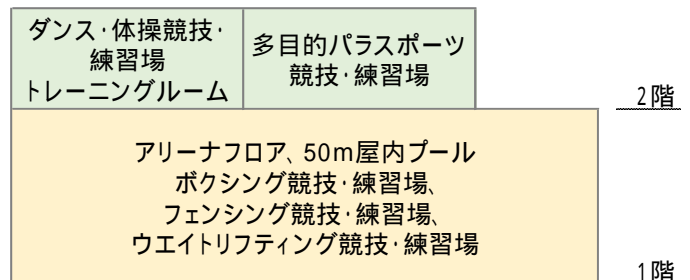 ダンス・体操競技・
練習場
トレーニングルーム
多目的パラスポーツ
競技・練習場
2階
アリーナフロア、50m屋内プール
ボクシング競技・練習場、
フェンシング競技・練習場、
ウエイトリフティング競技・練習場
1階